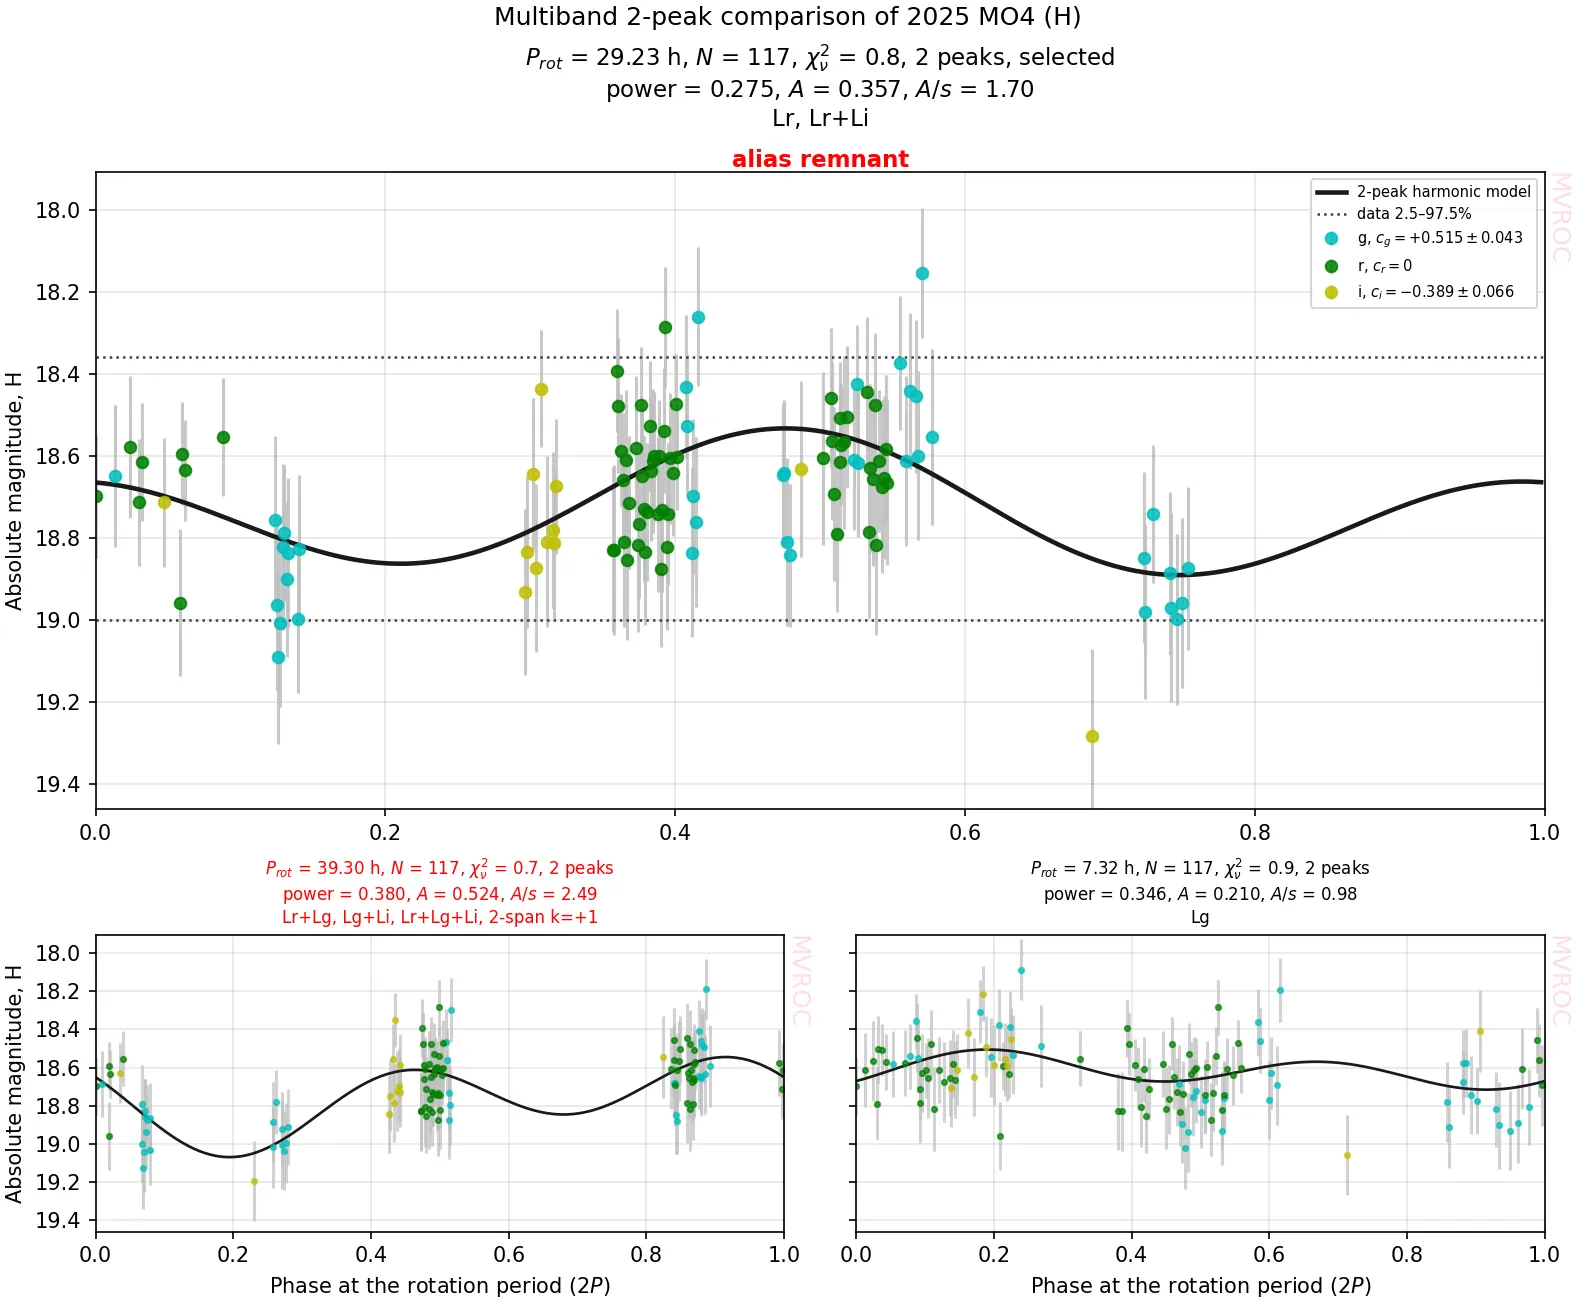 Multiband 2-peak comparison of 2025 MO4 (H)
P_rot = 29.23 h, N = 117, χ²_ν = 0.8, 2 peaks, selected
power = 0.275, A = 0.357, A/s = 1.70
Lr, Lr+Li
alias remnant
Absolute magnitude, H
18.0
18.2
18.4
18.6
18.8
19.0
19.2
19.4
2-peak harmonic model
data 2.5–97.5%
g, c_g = +0.515 ± 0.043
r, c_r = 0
i, c_i = −0.389 ± 0.066
MVROC
0.0 0.2 0.4 0.6 0.8 1.0
P_rot = 39.30 h, N = 117, χ²_ν = 0.7, 2 peaks
power = 0.380, A = 0.524, A/s = 2.49
Lr+Lg, Lg+Li, Lr+Lg+Li, 2-span k=+1
Absolute magnitude, H
18.0
18.2
18.4
18.6
18.8
19.0
19.2
19.4
MVROC
0.0 0.2 0.4 0.6 0.8 1.0
Phase at the rotation period (2P)
P_rot = 7.32 h, N = 117, χ²_ν = 0.9, 2 peaks
power = 0.346, A = 0.210, A/s = 0.98
Lg
MVROC
0.0 0.2 0.4 0.6 0.8 1.0
Phase at the rotation period (2P)